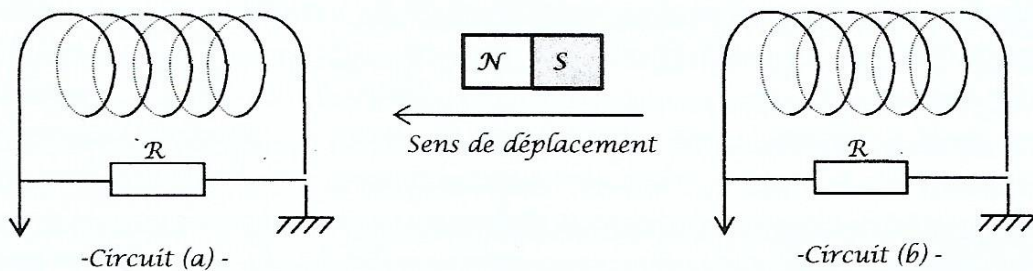 N S
Sens de déplacement
R
R
-Circuit (a) -
-Circuit (b) -